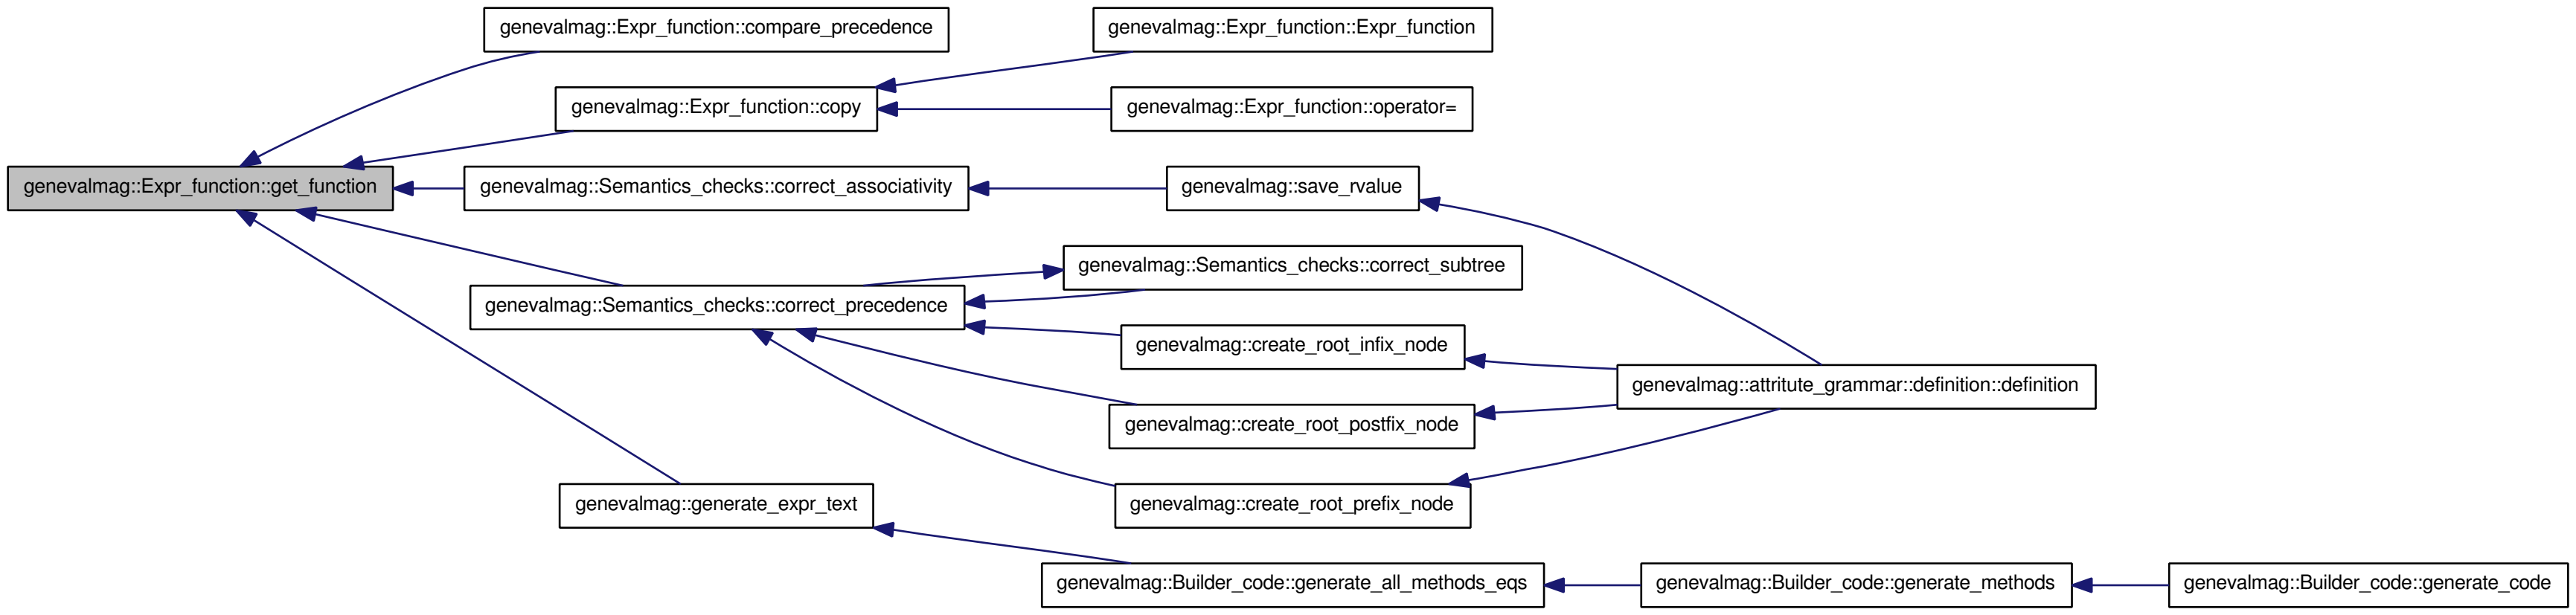 genevalmag::Expr_function::compare_precedence
genevalmag::Expr_function::Expr_function
genevalmag::Expr_function::copy
genevalmag::Expr_function::operator=
genevalmag::Expr_function::get_function
genevalmag::Semantics_checks::correct_associativity
genevalmag::save_rvalue
genevalmag::Semantics_checks::correct_subtree
genevalmag::Semantics_checks::correct_precedence
genevalmag::create_root_infix_node
genevalmag::attritute_grammar::definition::definition
genevalmag::create_root_postfix_node
genevalmag::generate_expr_text
genevalmag::create_root_prefix_node
genevalmag::Builder_code::generate_all_methods_eqs
genevalmag::Builder_code::generate_methods
genevalmag::Builder_code::generate_code